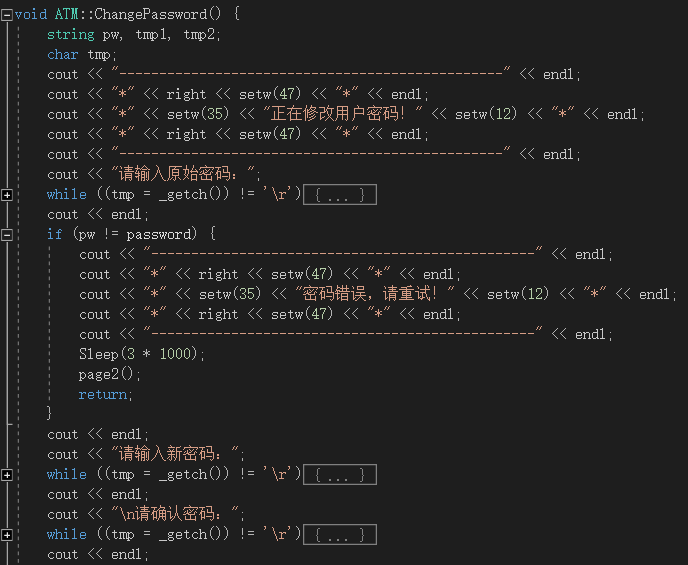 void ATM::ChangePassword() {
string pw, tmp1, tmp2;
char tmp;
cout << "------------------------------------------------" << endl;
cout << "*" << right << setw(47) << "*" << endl;
cout << "*" << setw(35) << "正在修改用户密码! " << setw(12) << "*" << endl;
cout << "*" << right << setw(47) << "*" << endl;
cout << "------------------------------------------------" << endl;
cout << "请输入原始密码: ";
while ((tmp = _getch()) != '\r') { ... }
cout << endl;
if (pw != password) {
cout << "------------------------------------------------" << endl;
cout << "*" << right << setw(47) << "*" << endl;
cout << "*" << setw(35) << "密码错误, 请重试! " << setw(12) << "*" << endl;
cout << "*" << right << setw(47) << "*" << endl;
cout << "------------------------------------------------" << endl;
Sleep(3 * 1000);
page2();
return;
}
cout << endl;
cout << "请输入新密码: ";
while ((tmp = _getch()) != '\r') { ... }
cout << endl;
cout << "\n请确认密码: ";
while ((tmp = _getch()) != '\r') { ... }
cout << endl;